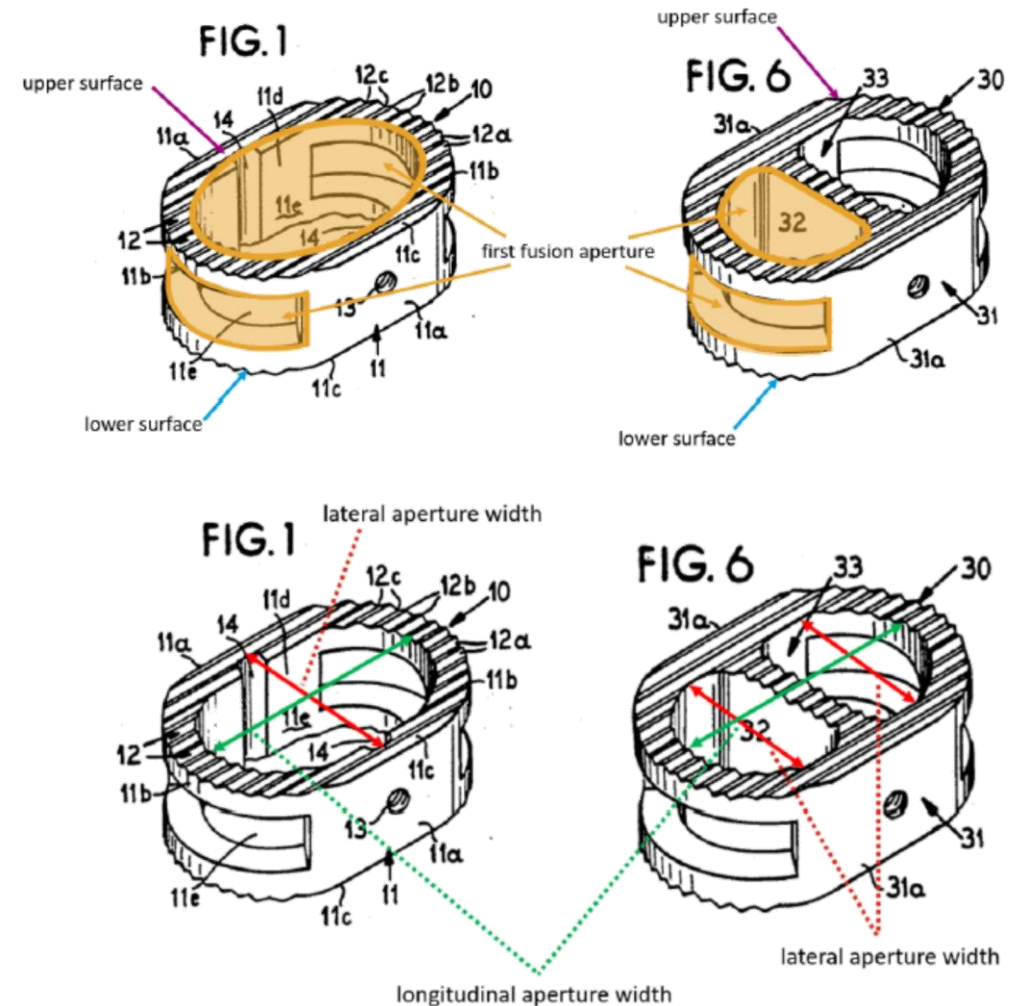 upper surface
FIG. 1
FIG. 6
upper surface
12c
12b
10
11d
14
11a
12a
11b
33
30
31a
11e
14
12
11c
first fusion aperture
32
11b
13
11a
31
11e
11c
11
31a
lower surface
lower surface
lateral aperture width
FIG. 1
FIG. 6
12c
12b
10
11d
14
11a
12a
11b
33
30
31a
11e
14
12
11c
32
11b
13
11a
31
11e
11c
11
31a
lateral aperture width
longitudinal aperture width